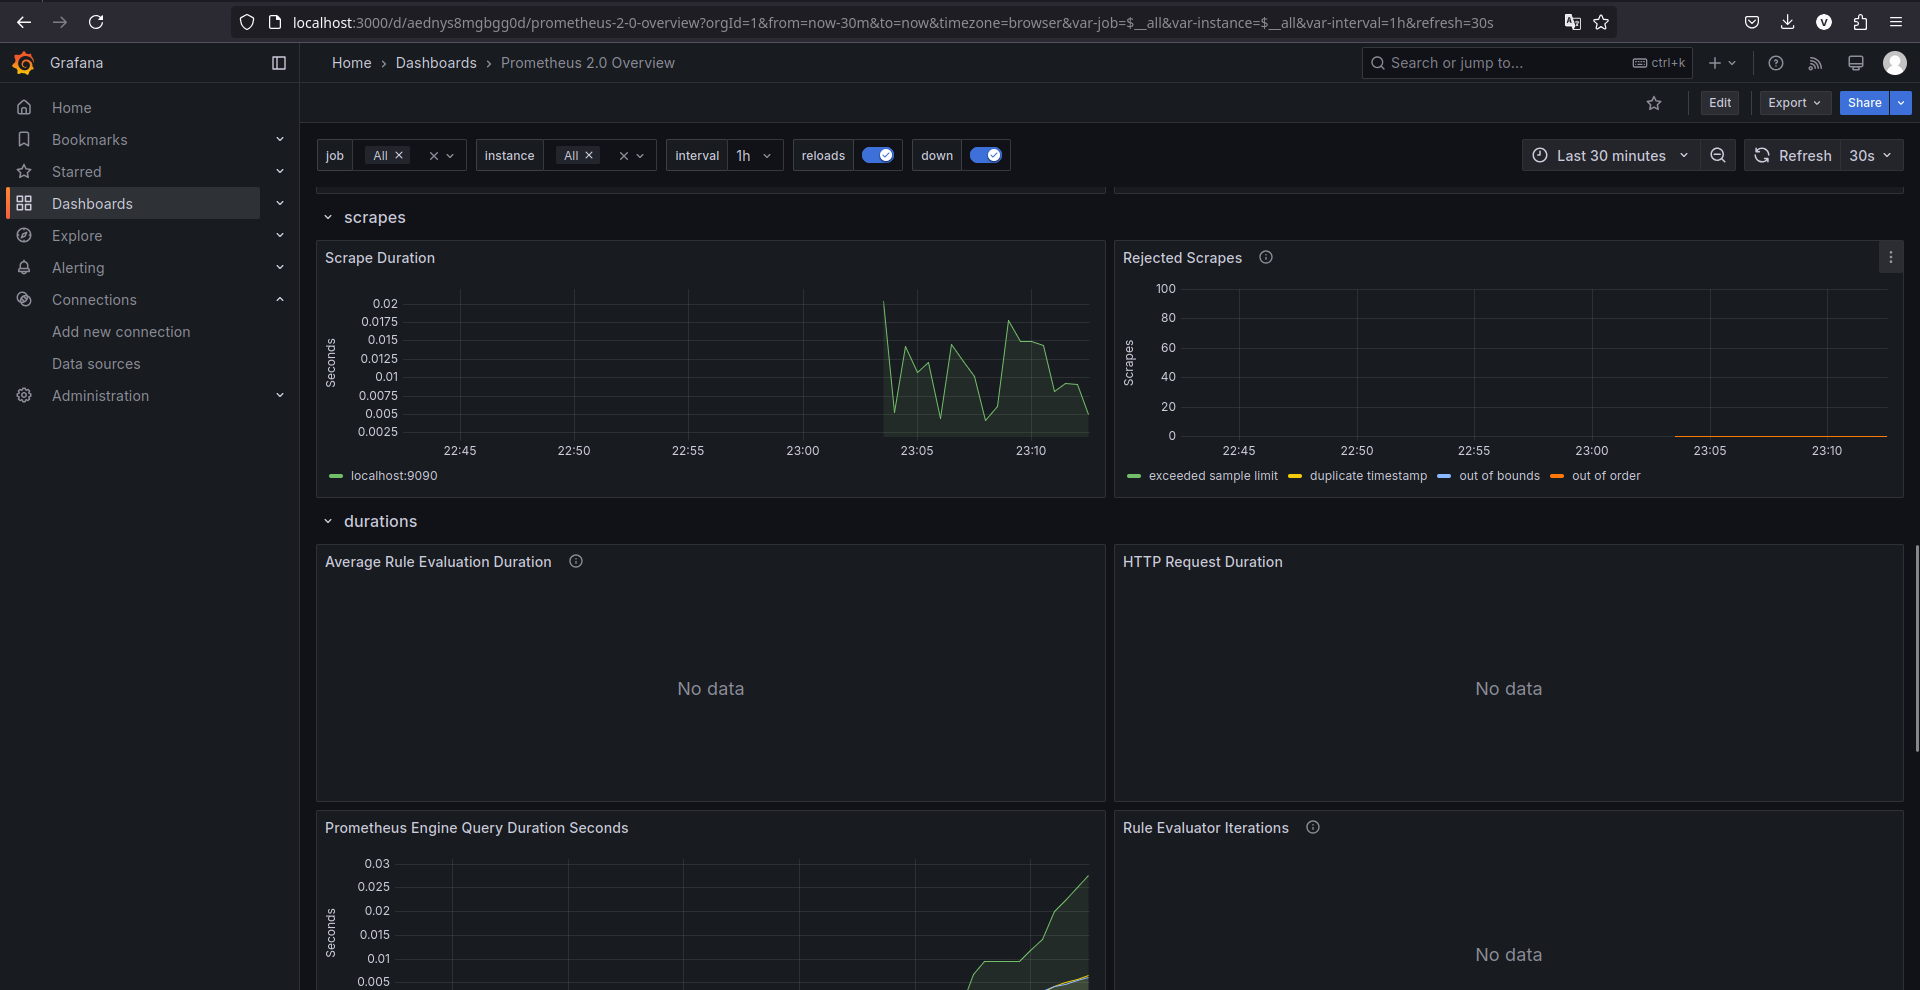 localhost:3000/d/aednys8mgbgg0d/prometheus-2-0-overview?orgId=1&from=now-30m&to=now&timezone=browser&var-job=$__all&var-instance=$__all&var-interval=1h&refresh=30s
V
Grafana
Home › Dashboards › Prometheus 2.0 Overview
Search or jump to...
ctrl+k
Edit
Export
Share
Home
Bookmarks
Starred
Dashboards
Explore
Alerting
Connections
Add new connection
Data sources
Administration
job All
instance All
interval 1h
reloads
down
Last 30 minutes
Refresh 30s
scrapes
Scrape Duration
Seconds
0.02
0.0175
0.015
0.0125
0.01
0.0075
0.005
0.0025
22:45 22:50 22:55 23:00 23:05 23:10
localhost:9090
Rejected Scrapes
Scrapes
100
80
60
40
20
0
22:45 22:50 22:55 23:00 23:05 23:10
exceeded sample limit duplicate timestamp out of bounds out of order
durations
Average Rule Evaluation Duration
No data
HTTP Request Duration
No data
Prometheus Engine Query Duration Seconds
Seconds
0.03
0.025
0.02
0.015
0.01
0.005
Rule Evaluator Iterations
No data